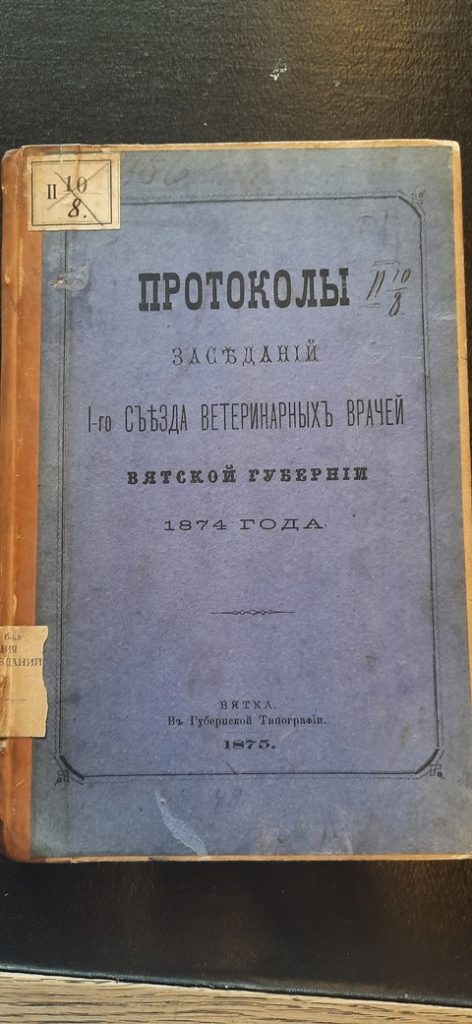 II 10
8.
ПРОТОКОЛЫ
II 10
8
ЗАСѢДАНІЙ
I-го СЪѢЗДА ВЕТЕРИНАРНЫХЪ ВРАЧЕЙ
ВЯТСКОЙ ГУБЕРНІИ
1874 ГОДА.
ВЯТКА.
Въ Губернской Типографіи.
1875.